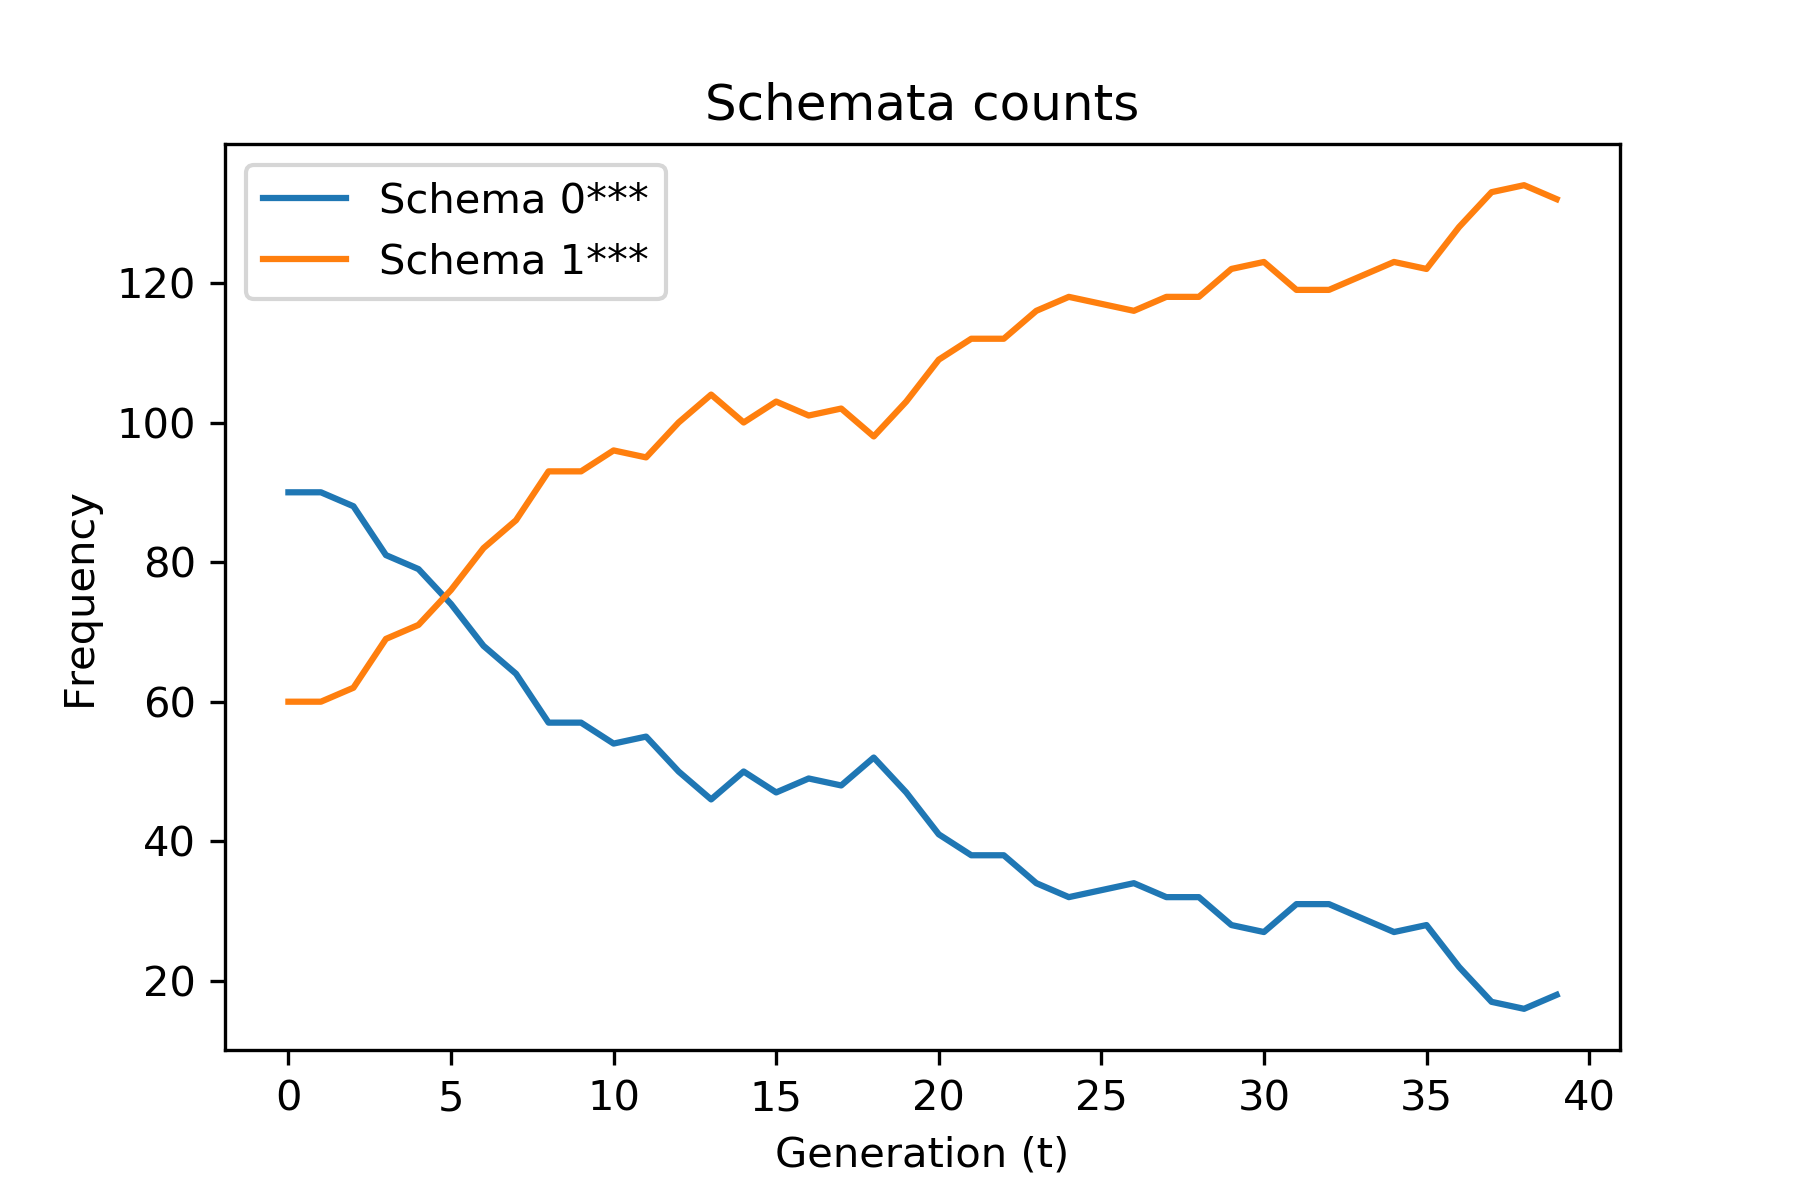 Schemata counts
Schema 0***
Schema 1***
120
100
80
60
40
20
Frequency
0 5 10 15 20 25 30 35 40
Generation (t)